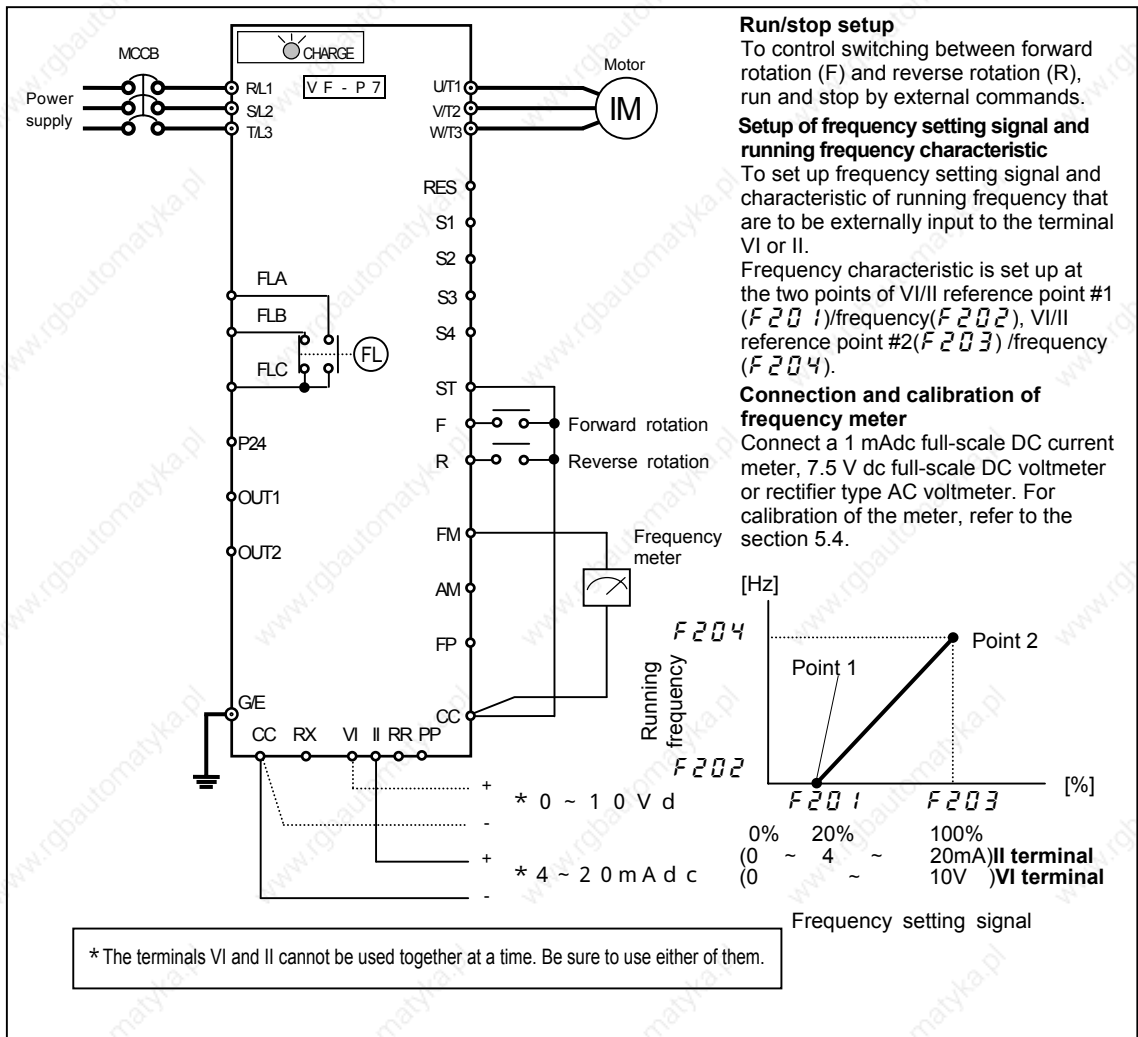 CHARGE
MCCB
VF-P7
Power
supply
R/L1
S/L2
T/L3
U/T1
V/T2
W/T3
Motor
IM
RES
S1
S2
S3
S4
ST
F
R
Forward rotation
Reverse rotation
FLA
FLB
FLC
FL
P24
OUT1
OUT2
FM
AM
FP
CC
Frequency
meter
G/E
CC RX VI II RR PP
+
* 0 ~ 1 0 V d
-
+
* 4 ~ 2 0 m A d c
-
* The terminals VI and II cannot be used together at a time. Be sure to use either of them.
Run/stop setup
To control switching between forward
rotation (F) and reverse rotation (R),
run and stop by external commands.
Setup of frequency setting signal and
running frequency characteristic
To set up frequency setting signal and
characteristic of running frequency that
are to be externally input to the terminal
VI or II.
Frequency characteristic is set up at
the two points of VI/II reference point #1
(F201)/frequency(F202), VI/II
reference point #2(F203) /frequency
(F204).
Connection and calibration of
frequency meter
Connect a 1 mAdc full-scale DC current
meter, 7.5 V dc full-scale DC voltmeter
or rectifier type AC voltmeter. For
calibration of the meter, refer to the
section 5.4.
[Hz]
F204
Point 2
Point 1
Running
frequency
F202
[%]
F201 F203
0% 20% 100%
(0 ~ 4 ~ 20mA)II terminal
(0 ~ 10V )VI terminal
Frequency setting signal
www.rgbautomatyka.pl